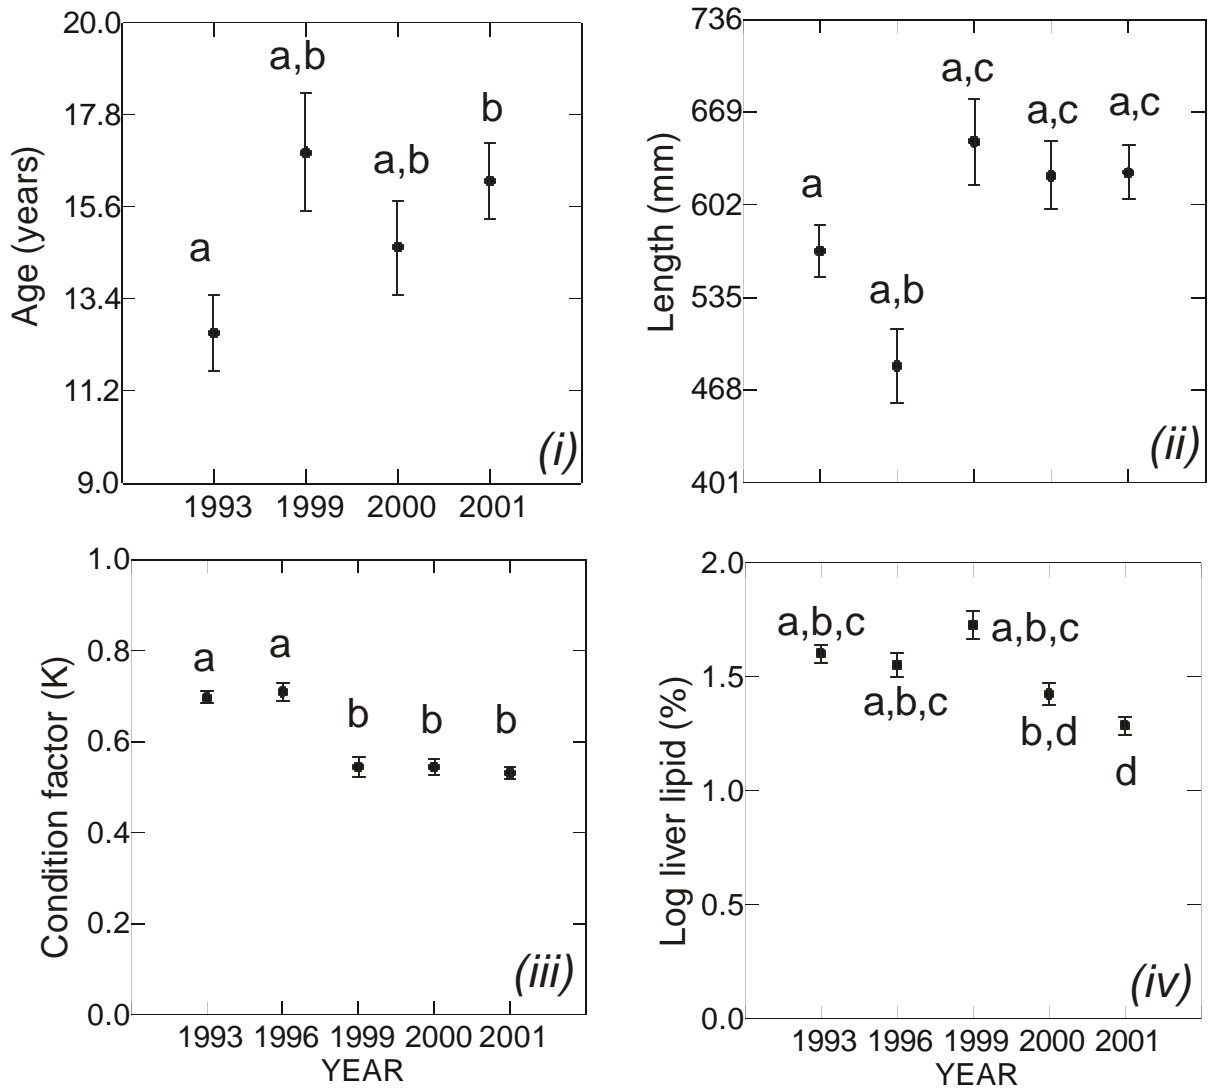 20.0
17.8
15.6
13.4
11.2
9.0
Age (years)
a
a,b
a,b
b
(i)
1993 1999 2000 2001
736
669
602
535
468
401
Length (mm)
a
a,b
a,c
a,c
a,c
(ii)
1.0
0.8
0.6
0.4
0.2
0.0
Condition factor (K)
a
a
b
b
b
(iii)
1993 1996 1999 2000 2001
YEAR
2.0
1.5
1.0
0.5
0.0
Log liver lipid (%)
a,b,c
a,b,c
a,b,c
b,d
d
(iv)
1993 1996 1999 2000 2001
YEAR